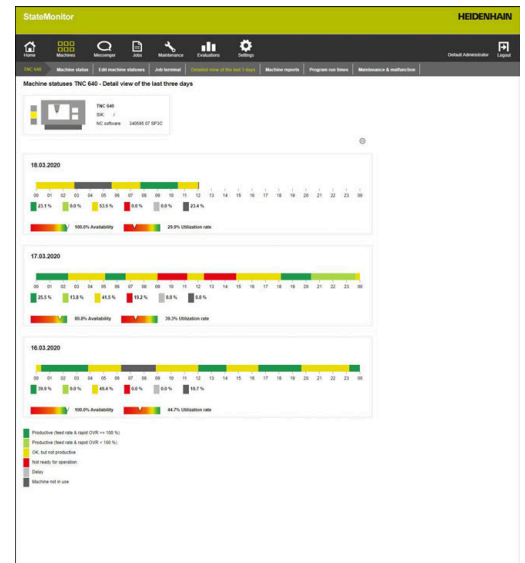 StateMonitor
HEIDENHAIN
Home Machines Messenger Jobs Maintenance Evaluations Settings Default Administrator Logout
TNC 640 Machine status Edit machine statuses Job terminal Detailed view of the last 3 days Machine reports Program run times Maintenance & malfunction
Machine statuses TNC 640 - Detail view of the last three days
TNC 640
SIK: /
NC software 340595 07 SF3C
18.03.2020
00 01 02 03 04 05 06 07 08 09 10 11 12 13 14 15 16 17 18 19 20 21 22 23 00
23.1 % 0.0 % 53.5 % 0.0 % 0.0 % 23.4 %
100.0% Availability 29.9% Utilization rate
17.03.2020
00 01 02 03 04 05 06 07 08 09 10 11 12 13 14 15 16 17 18 19 20 21 22 23 00
25.5 % 13.8 % 41.5 % 19.2 % 0.0 % 0.0 %
80.8% Availability 39.3% Utilization rate
16.03.2020
00 01 02 03 04 05 06 07 08 09 10 11 12 13 14 15 16 17 18 19 20 21 22 23 00
39.9 % 0.0 % 49.4 % 0.0 % 0.0 % 10.7 %
100.0% Availability 44.7% Utilization rate
Productive (feed rate & rapid OVR >= 100 %)
Productive (feed rate & rapid OVR < 100 %)
OK, but not productive
Not ready for operation
Delay
Machine not in use